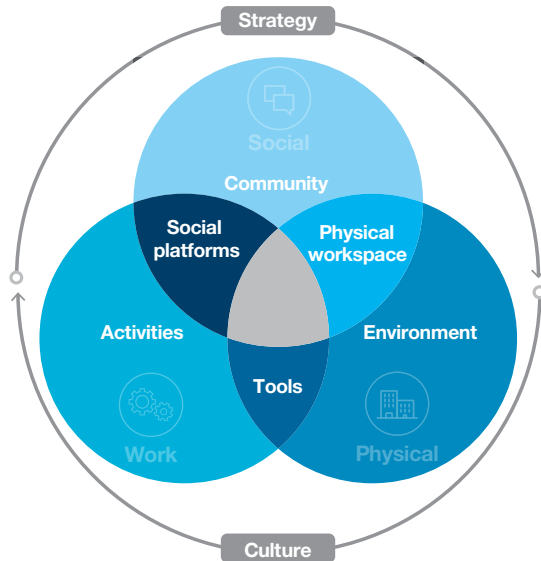 Strategy
Social
Community
Social
platforms
Physical
workspace
Activities
Environment
Tools
Work
Physical
Culture